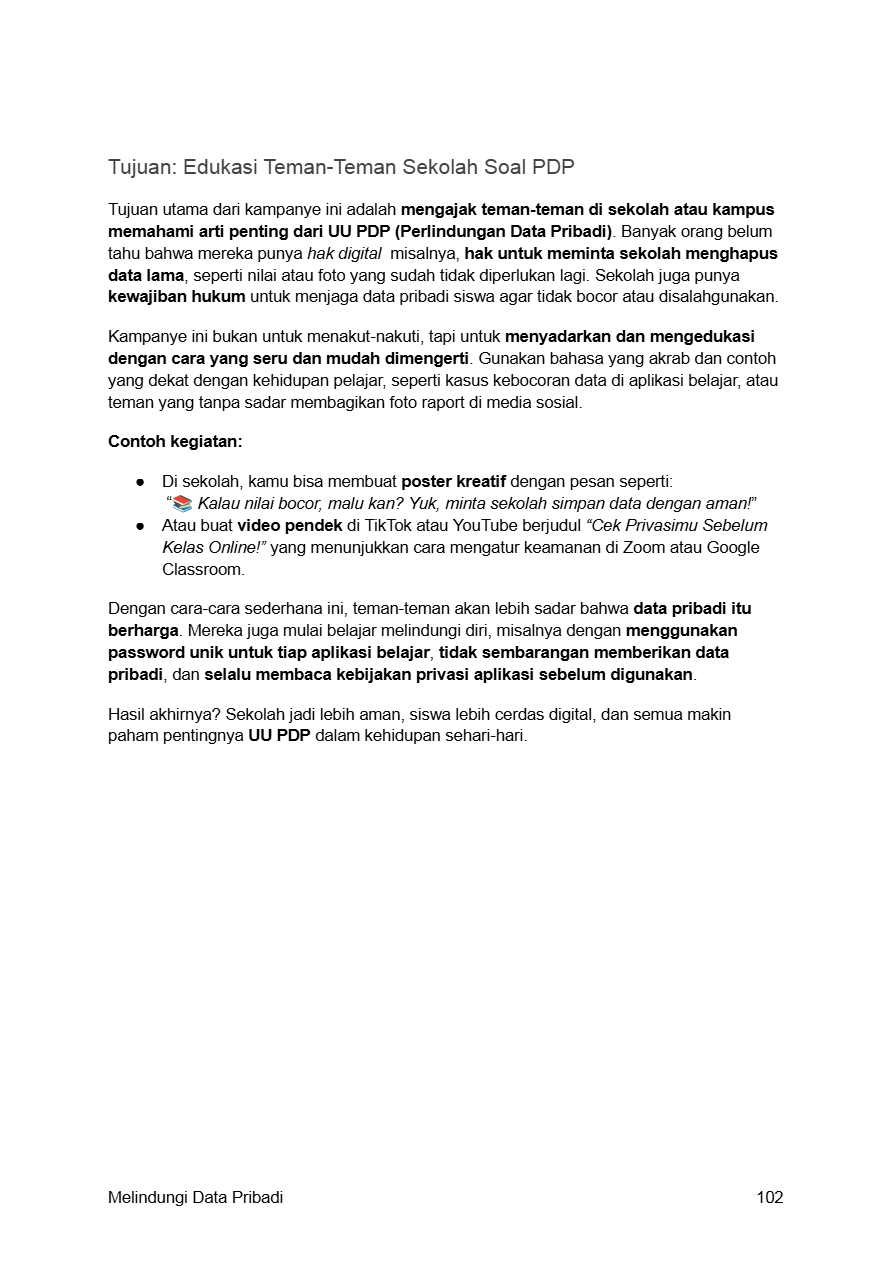 Tujuan: Edukasi Teman-Teman Sekolah Soal PDP
Tujuan utama dari kampanye ini adalah mengajak teman-teman di sekolah atau kampus
memahami arti penting dari UU PDP (Perlindungan Data Pribadi). Banyak orang belum
tahu bahwa mereka punya hak digital  misalnya, hak untuk meminta sekolah menghapus
data lama, seperti nilai atau foto yang sudah tidak diperlukan lagi. Sekolah juga punya
kewajiban hukum untuk menjaga data pribadi siswa agar tidak bocor atau disalahgunakan.
Kampanye ini bukan untuk menakut-nakuti, tapi untuk menyadarkan dan mengedukasi
dengan cara yang seru dan mudah dimengerti. Gunakan bahasa yang akrab dan contoh
yang dekat dengan kehidupan pelajar, seperti kasus kebocoran data di aplikasi belajar, atau
teman yang tanpa sadar membagikan foto raport di media sosial.
Contoh kegiatan:
● Di sekolah, kamu bisa membuat poster kreatif dengan pesan seperti:
“📚 Kalau nilai bocor, malu kan? Yuk, minta sekolah simpan data dengan aman!”
● Atau buat video pendek di TikTok atau YouTube berjudul “Cek Privasimu Sebelum
Kelas Online!” yang menunjukkan cara mengatur keamanan di Zoom atau Google
Classroom.
Dengan cara-cara sederhana ini, teman-teman akan lebih sadar bahwa data pribadi itu
berharga. Mereka juga mulai belajar melindungi diri, misalnya dengan menggunakan
password unik untuk tiap aplikasi belajar, tidak sembarangan memberikan data
pribadi, dan selalu membaca kebijakan privasi aplikasi sebelum digunakan.
Hasil akhirnya? Sekolah jadi lebih aman, siswa lebih cerdas digital, dan semua makin
paham pentingnya UU PDP dalam kehidupan sehari-hari.
Melindungi Data Pribadi 102